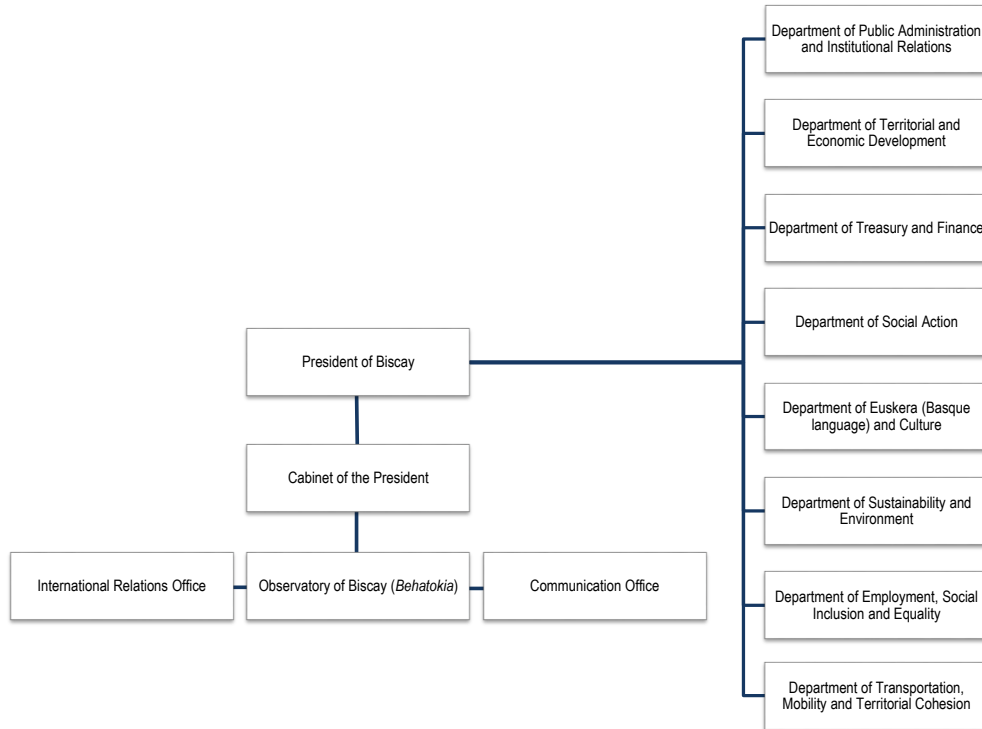 Department of Public Administration
and Institutional Relations
Department of Territorial and
Economic Development
Department of Treasury and Finance
Department of Social Action
President of Biscay
Department of Euskera (Basque
language) and Culture
Cabinet of the President
Department of Sustainability and
Environment
International Relations Office
Observatory of Biscay (Behatokia)
Communication Office
Department of Employment, Social
Inclusion and Equality
Department of Transportation,
Mobility and Territorial Cohesion